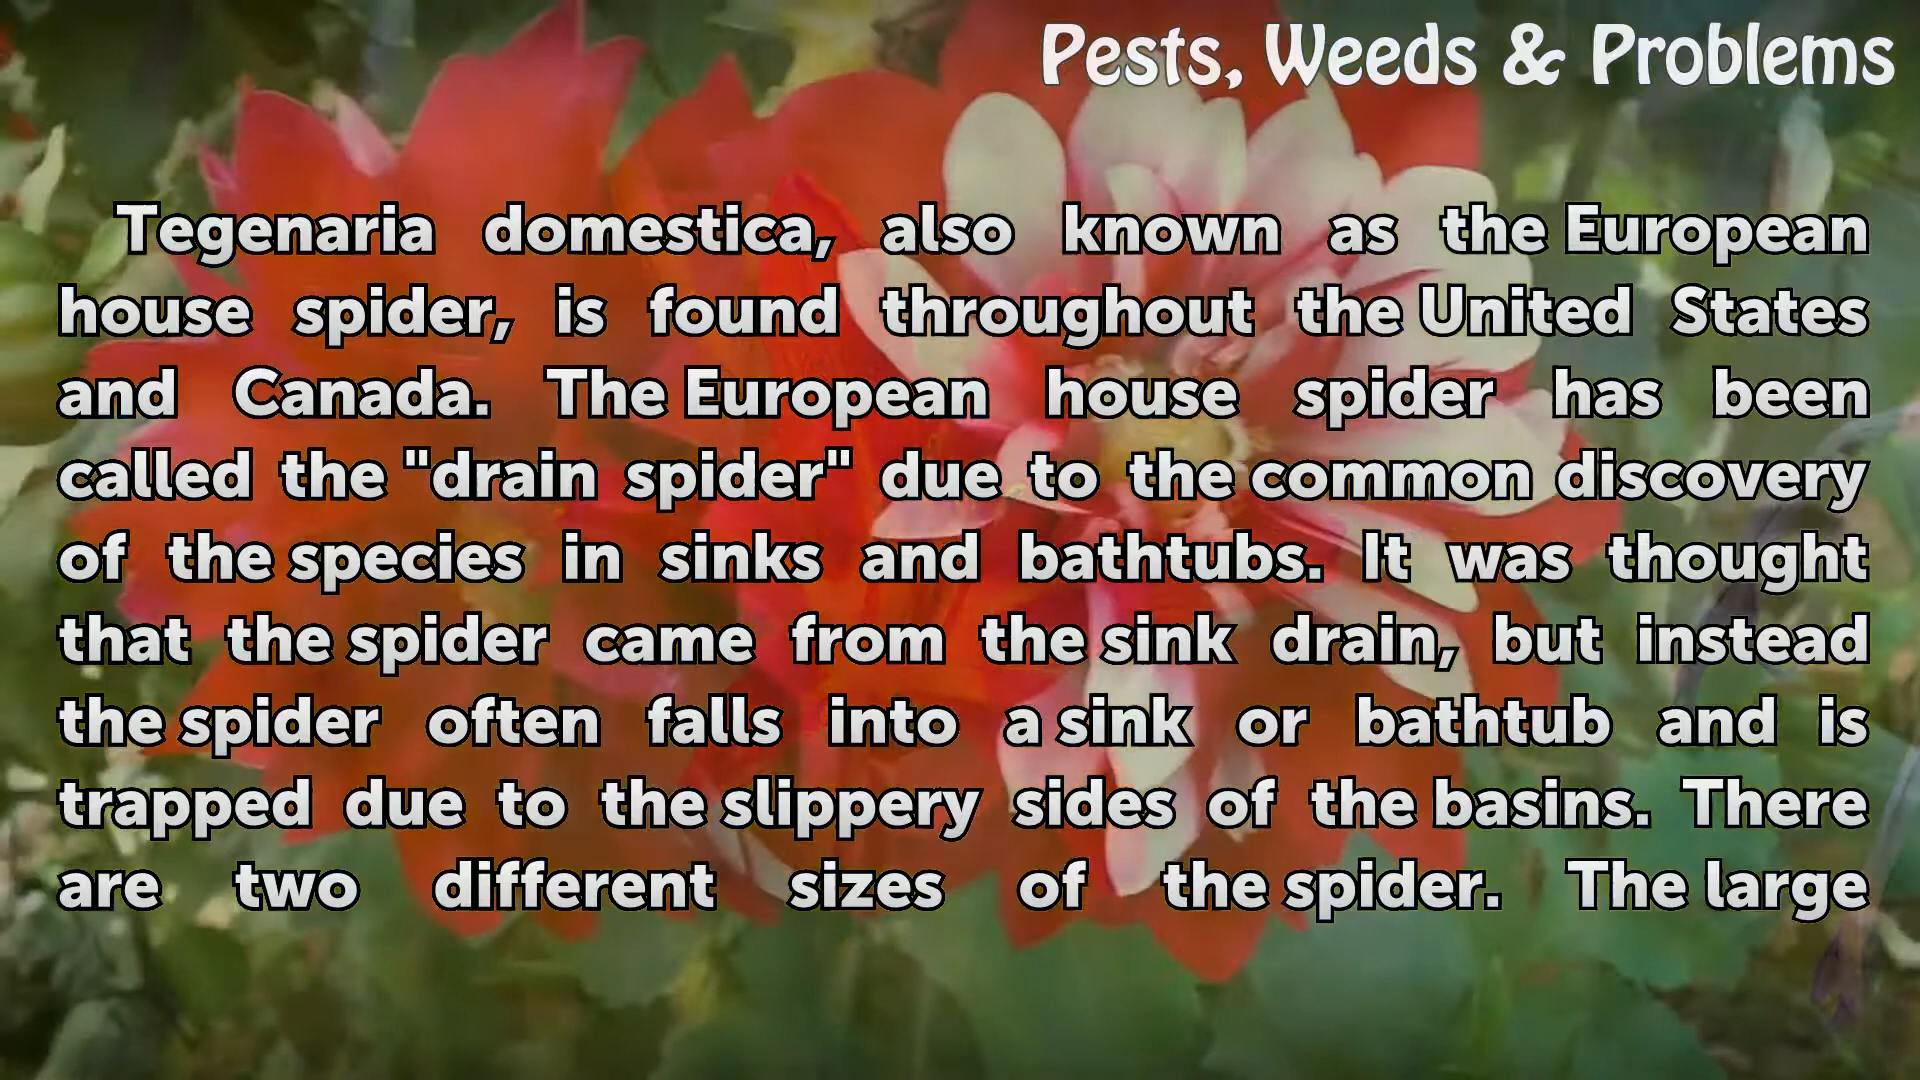 Pests, Weeds & Problems
Tegenaria domestica, also known as the European
house spider, is found throughout the United States
and Canada. The European house spider has been
called the "drain spider" due to the common discovery
of the species in sinks and bathtubs. It was thought
that the spider came from the sink drain, but instead
the spider often falls into a sink or bathtub and is
trapped due to the slippery sides of the basins. There
are two different sizes of the spider. The large